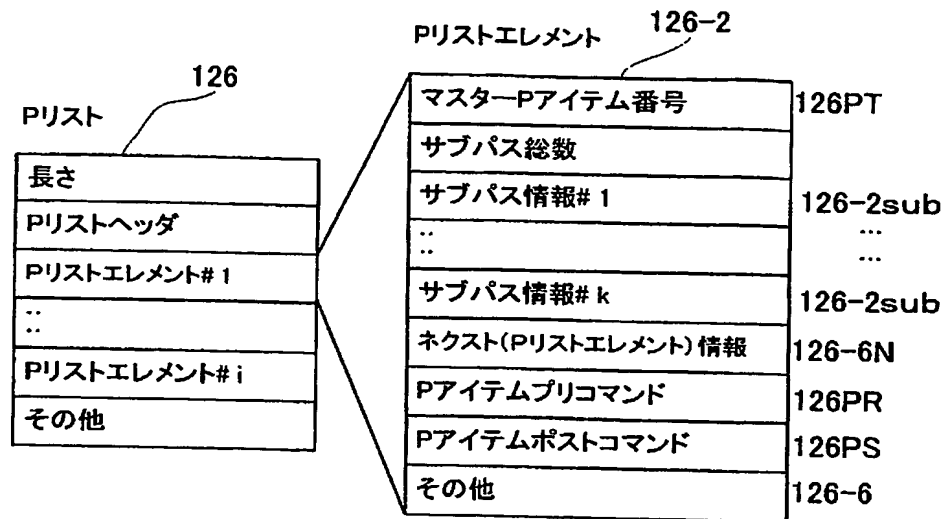 126
Pリスト
長さ
Pリストヘッダ
Pリストエレメント#1
::
Pリストエレメント#i
その他
Pリストエレメント
126-2
マスターPアイテム番号 126PT
サブパス総数
サブパス情報#1 126-2sub
:: …
…
サブパス情報#k 126-2sub
ネクスト(Pリストエレメント)情報 126-6N
Pアイテムプリコマンド 126PR
Pアイテムポストコマンド 126PS
その他 126-6